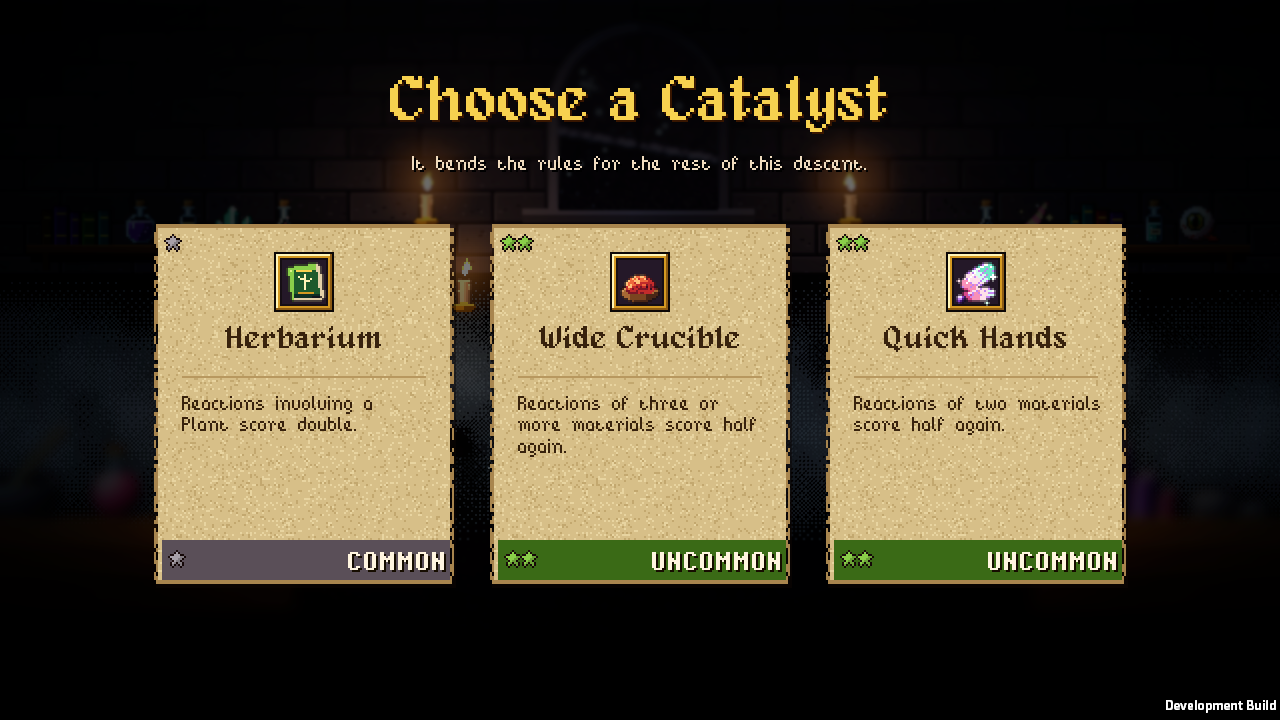 Choose a Catalyst
It bends the rules for the rest of this descent.
Herbarium
Reactions involving a
Plant score double.
COMMON
Wide Crucible
Reactions of three or
more materials score half
again.
UNCOMMON
Quick Hands
Reactions of two materials
score half again.
UNCOMMON
Development Build